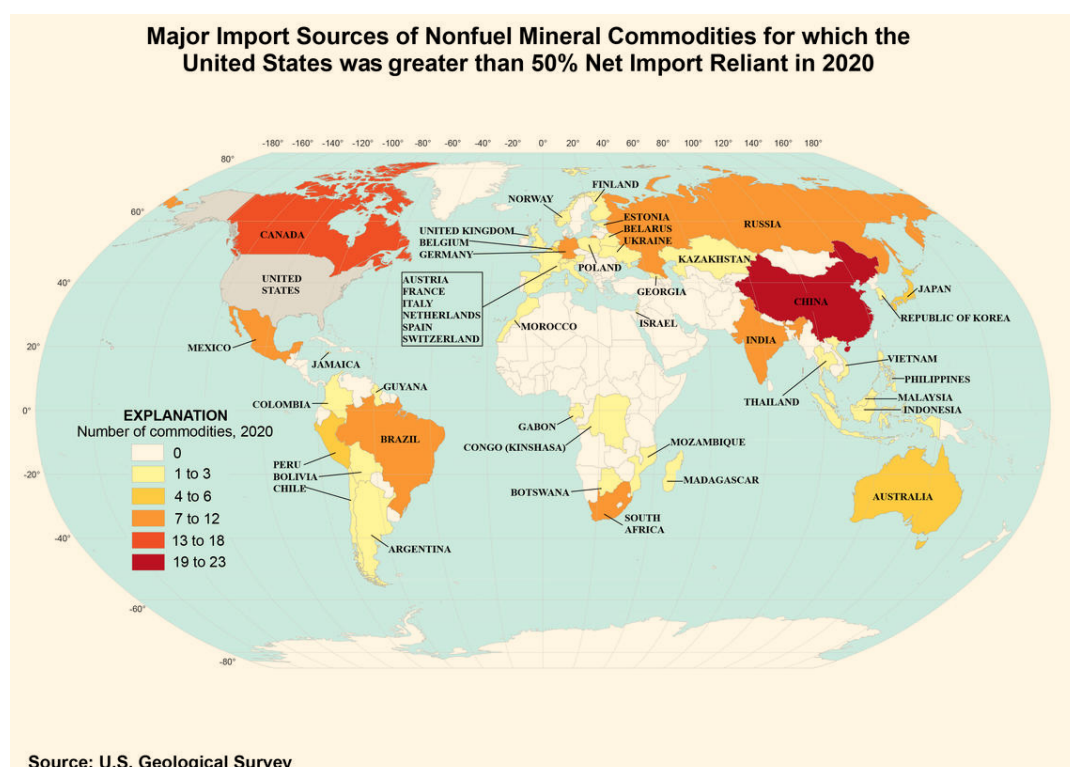 Major Import Sources of Nonfuel Mineral Commodities for which the
United States was greater than 50% Net Import Reliant in 2020
-180° -160° -140° -120° -100° -80° -60° -40° -20° 0° 20° 40° 60° 80° 100° 120° 140° 160° 180°
80°
60°
40°
20°
0°
-20°
-40°
-60°
-80°
CANADA
UNITED
STATES
MEXICO
JAMAICA
GUYANA
COLOMBIA
BRAZIL
PERU
BOLIVIA
CHILE
ARGENTINA
NORWAY
FINLAND
UNITED KINGDOM
BELGIUM
GERMANY
ESTONIA
BELARUS
UKRAINE
POLAND
AUSTRIA
FRANCE
ITALY
NETHERLANDS
SPAIN
SWITZERLAND
GEORGIA
ISRAEL
MOROCCO
RUSSIA
KAZAKHSTAN
CHINA
JAPAN
REPUBLIC OF KOREA
INDIA
VIETNAM
PHILIPPINES
THAILAND
MALAYSIA
INDONESIA
GABON
CONGO (KINSHASA)
MOZAMBIQUE
MADAGASCAR
BOTSWANA
SOUTH
AFRICA
AUSTRALIA
EXPLANATION
Number of commodities, 2020
0
1 to 3
4 to 6
7 to 12
13 to 18
19 to 23
Source: U.S. Geological Survey